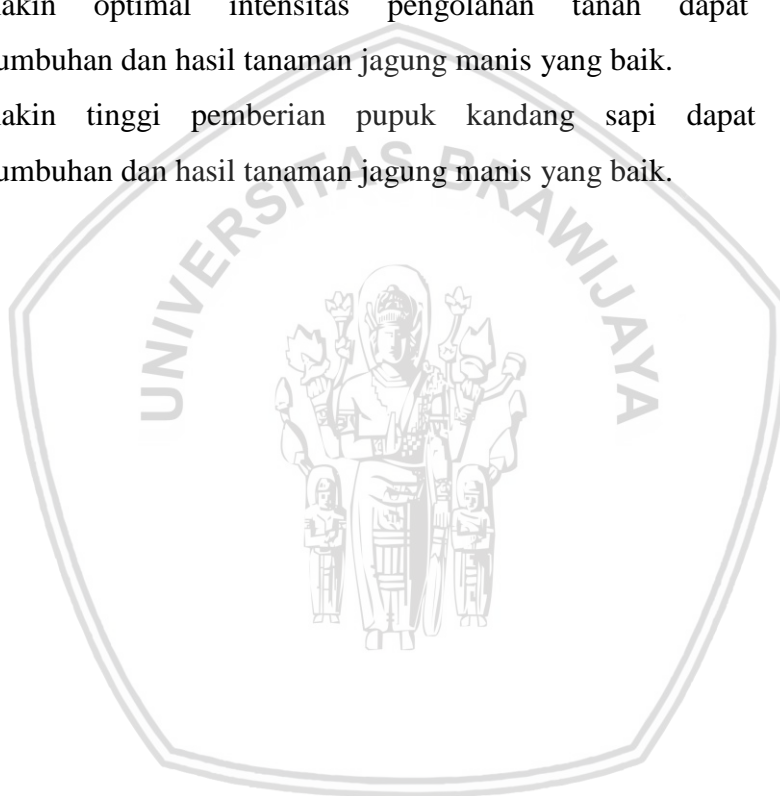 akin optimal intensitas pengolahan tanah dapat
umbuhan dan hasil tanaman jagung manis yang baik.
akin tinggi pemberian pupuk kandang sapi dapat
umbuhan dan hasil tanaman jagung manis yang baik.
UNIVERSITAS BRAWIJAYA